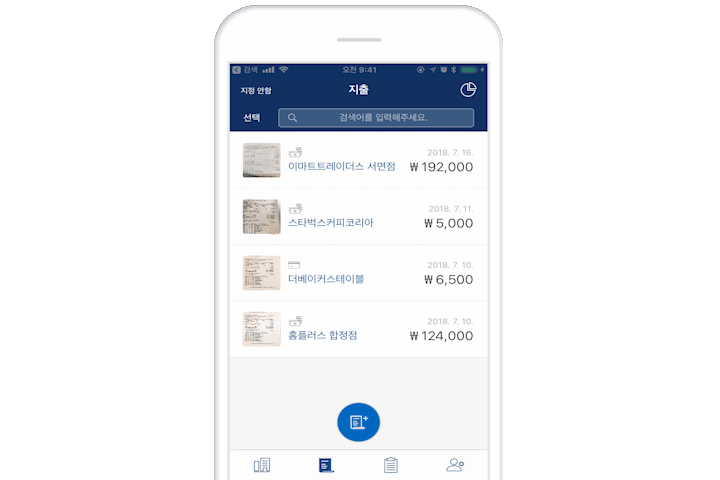 검색
오전 9:41
지정 안함
지출
선택
검색어를 입력해주세요.
2018. 7. 16.
이마트트레이더스 서면점
₩192,000
2018. 7. 11.
스타벅스커피코리아
₩5,000
2018. 7. 10.
더베이커스테이블
₩6,500
2018. 7. 10.
홈플러스 합정점
₩124,000